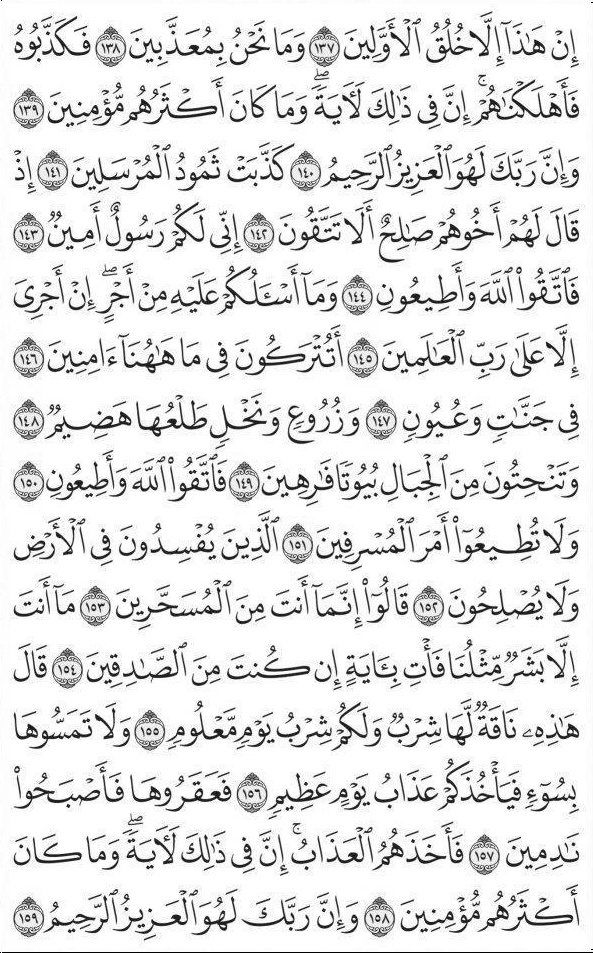 إِنۡ هَٰذَآ إِلَّا خُلُقُ ٱلۡأَوَّلِينَ ١٣٧ وَمَا نَحۡنُ بِمُعَذَّبِينَ ١٣٨ فَكَذَّبُوهُ
فَأَهۡلَكۡنَٰهُمۡۚ إِنَّ فِي ذَٰلِكَ لَأٓيَةٗۖ وَمَا كَانَ أَكۡثَرُهُم مُّؤۡمِنِينَ ١٣٩
وَإِنَّ رَبَّكَ لَهُوَ ٱلۡعَزِيزُ ٱلرَّحِيمُ ١٤٠ كَذَّبَتۡ ثَمُودُ ٱلۡمُرۡسَلِينَ ١٤١ إِذۡ
قَالَ لَهُمۡ أَخُوهُمۡ صَٰلِحٌ أَلَا تَتَّقُونَ ١٤٢ إِنِّي لَكُمۡ رَسُولٌ أَمِينٞ ١٤٣
فَٱتَّقُواْ ٱللَّهَ وَأَطِيعُونِ ١٤٤ وَمَآ أَسۡـَٔلُكُمۡ عَلَيۡهِ مِنۡ أَجۡرٍۖ إِنۡ أَجۡرِيَ
إِلَّا عَلَىٰ رَبِّ ٱلۡعَٰلَمِينَ ١٤٥ أَتُتۡرَكُونَ فِي مَا هَٰهُنَآ ءَامِنِينَ ١٤٦
فِي جَنَّٰتٖ وَعُيُونٖ ١٤٧ وَزُرُوعٖ وَنَخۡلٖ طَلۡعُهَا هَضِيمٞ ١٤٨
وَتَنۡحِتُونَ مِنَ ٱلۡجِبَالِ بُيُوتٗا فَٰرِهِينَ ١٤٩ فَٱتَّقُواْ ٱللَّهَ وَأَطِيعُونِ ١٥٠
وَلَا تُطِيعُوٓاْ أَمۡرَ ٱلۡمُسۡرِفِينَ ١٥١ ٱلَّذِينَ يُفۡسِدُونَ فِي ٱلۡأَرۡضِ
وَلَا يُصۡلِحُونَ ١٥٢ قَالُوٓاْ إِنَّمَآ أَنتَ مِنَ ٱلۡمُسَحَّرِينَ ١٥٣ مَآ أَنتَ
إِلَّا بَشَرٞ مِّثۡلُنَا فَأۡتِ بِـَٔايَةٍ إِن كُنتَ مِنَ ٱلصَّٰدِقِينَ ١٥٤ قَالَ
هَٰذِهِۦ نَاقَةٞ لَّهَا شِرۡبٞ وَلَكُمۡ شِرۡبُ يَوۡمٖ مَّعۡلُومٖ ١٥٥ وَلَا تَمَسُّوهَا
بِسُوٓءٖ فَيَأۡخُذَكُمۡ عَذَابُ يَوۡمٍ عَظِيمٖ ١٥٦ فَعَقَرُوهَا فَأَصۡبَحُواْ
نَٰدِمِينَ ١٥٧ فَأَخَذَهُمُ ٱلۡعَذَابُۚ إِنَّ فِي ذَٰلِكَ لَأٓيَةٗۖ وَمَا كَانَ
أَكۡثَرُهُم مُّؤۡمِنِينَ ١٥٨ وَإِنَّ رَبَّكَ لَهُوَ ٱلۡعَزِيزُ ٱلرَّحِيمُ ١٥٩